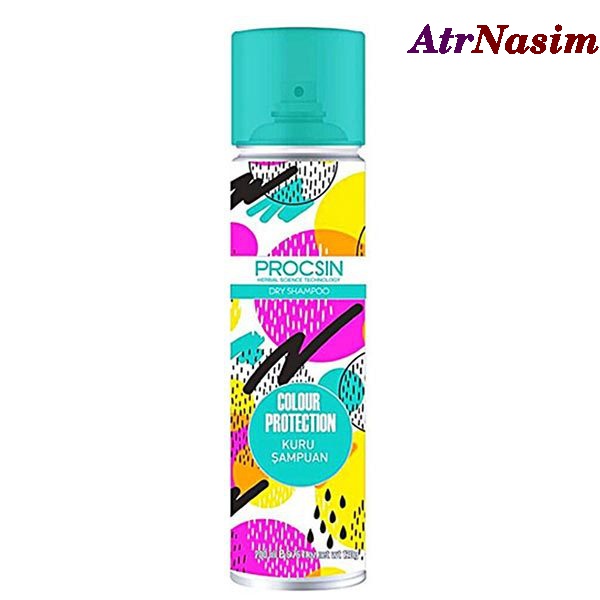 AtrNasim
PROCSIN
HERBAL SCIENCE TECHNOLOGY
DRY SHAMPOO
COLOUR
PROTECTION
KURU
ŞAMPUAN